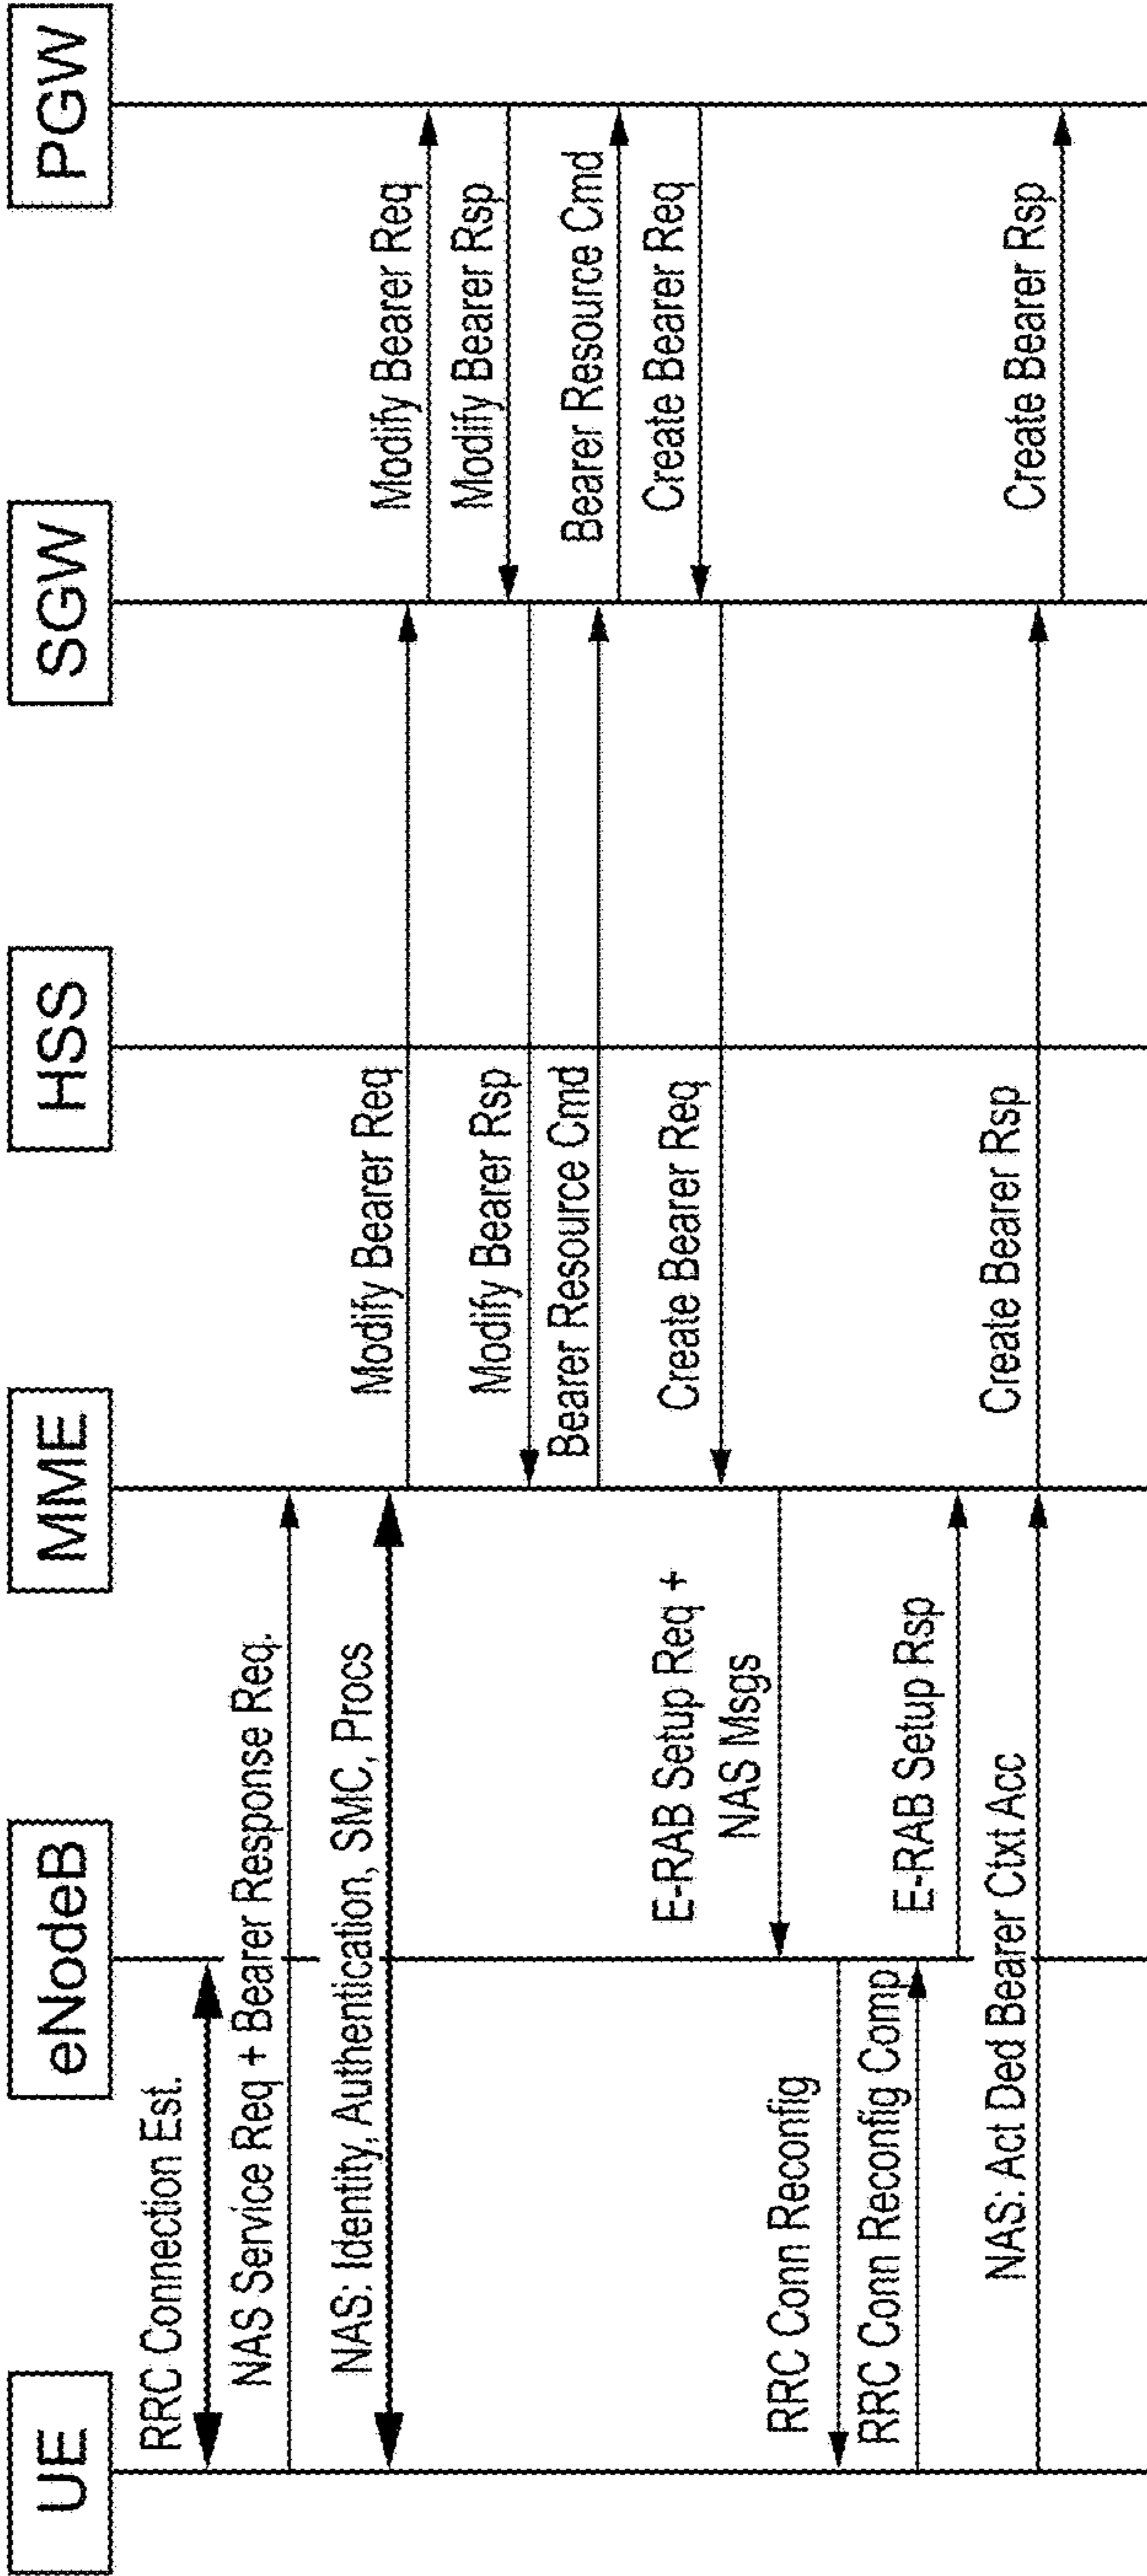 UE
eNodeB
MME
HSS
SGW
PGW
RRC Connection Est.
NAS Service Req + Bearer Response Req.
NAS: Identity, Authentication, SMC, Procs
Modify Bearer Req
Modify Bearer Req
Modify Bearer Rsp
Modify Bearer Rsp
Bearer Resource Cmd
Bearer Resource Cmd
Create Bearer Req
Create Bearer Req
E-RAB Setup Req +
NAS Msgs
RRC Conn Reconfig
RRC Conn Reconfig Comp
E-RAB Setup Rsp
NAS: Act Ded Bearer Ctxt Acc
Create Bearer Rsp
Create Bearer Rsp